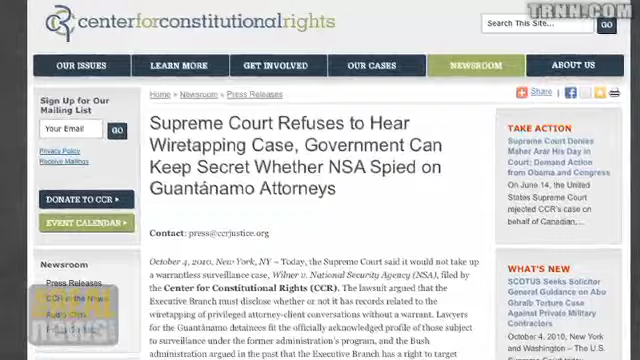 TRNN.COM
centerforconstitutionalrights
Search This Site... GO
OUR ISSUES LEARN MORE GET INVOLVED OUR CASES NEWSROOM ABOUT US
Home > Newsroom > Press Releases
Share
Sign Up for Our
Mailing List
Your Email GO
Privacy Policy
Receive Mailings
DONATE TO CCR
EVENT CALENDAR
Newsroom
Press Releases
CCR in the News
Supreme Court Refuses to Hear
Wiretapping Case, Government Can
Keep Secret Whether NSA Spied on
Guantánamo Attorneys
Contact: press@ccrjustice.org
October 4, 2010, New York, NY – Today, the Supreme Court said it would not take up
a warrantless surveillance case, Wilner v. National Security Agency (NSA), filed by
the Center for Constitutional Rights (CCR). The lawsuit argued that the
Executive Branch must disclose whether or not it has records related to the
wiretapping of privileged attorney-client conversations without a warrant. Lawyers
for the Guantánamo detainees fit the officially acknowledged profile of those subject
to surveillance under the former administration's program, and the Bush
administration argued in the past that the Executive Branch has a right to target
TAKE ACTION
Supreme Court Denies
Maher Arar His Day in
Court: Demand Action
from Obama and Congress
On June 14, the United
States Supreme Court
rejected CCR's case on
behalf of Canadian...
WHAT'S NEW
SCOTUS Seeks Solicitor
General Guidance on Abu
Ghraib Torture Case
Against Private Military
Contractors
October 4, 2010, New York
and Washington – The U.S.